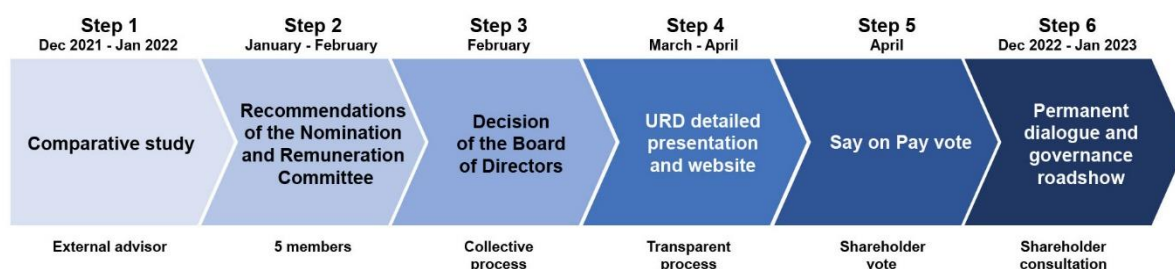 Step 1
Dec 2021 - Jan 2022
Comparative study
External advisor
Step 2
January - February
Recommendations
of the Nomination
and Remuneration
Committee
5 members
Step 3
February
Decision
of the Board
of Directors
Collective
process
Step 4
March - April
URD detailed
presentation
and website
Transparent
process
Step 5
April
Say on Pay vote
Shareholder
vote
Step 6
Dec 2022 - Jan 2023
Permanent
dialogue and
governance
roadshow
Shareholder
consultation